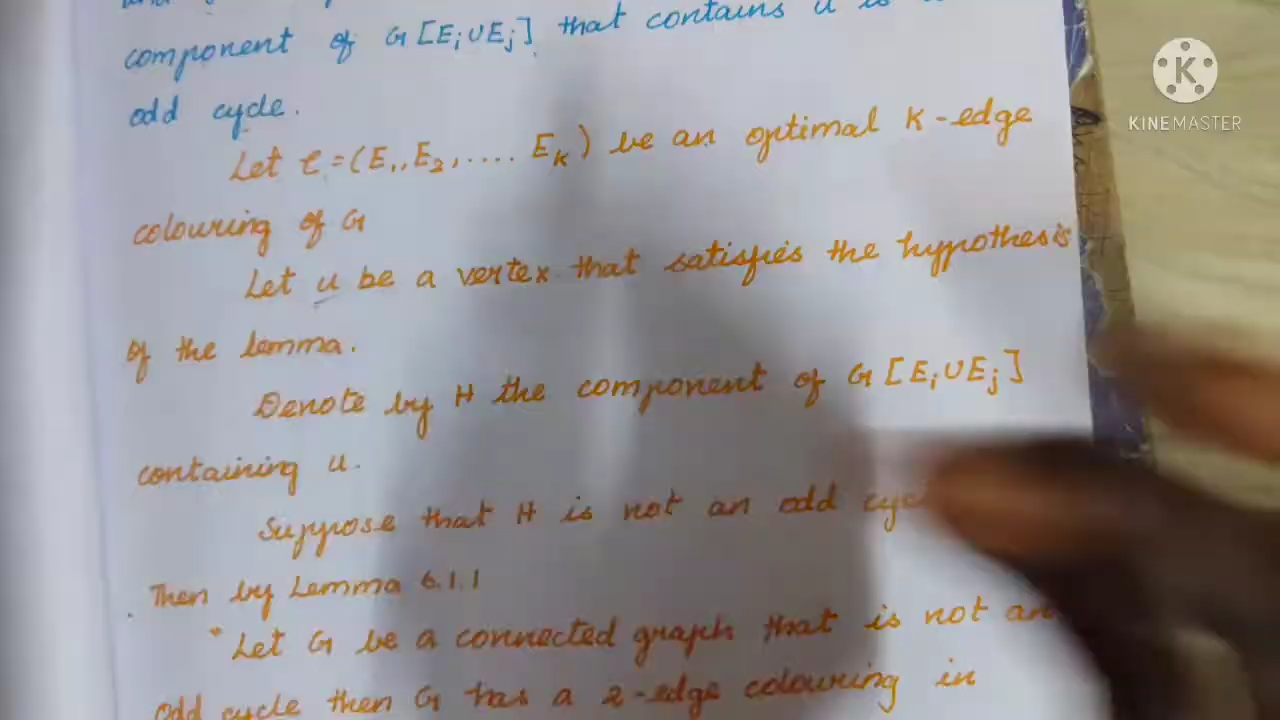 component of G[Ei∪Ej] that contains u is
odd cycle.
Let C = (E1, E2, .... Ek) be an optimal K-edge
colouring of G
Let u be a vertex that satisfies the hypothesis
of the lemma.
Denote by H the component of G[Ei∪Ej]
containing u.
Suppose that H is not an odd
Then by Lemma 6.1.1
"Let G be a connected graph that is not an
odd cycle then G has a 2-edge colouring in
K
KINEMASTER